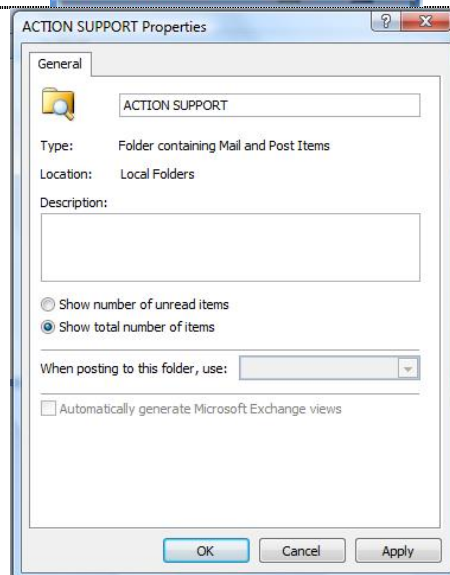 ACTION SUPPORT Properties
General
ACTION SUPPORT
Type: Folder containing Mail and Post Items
Location: Local Folders
Description:
Show number of unread items
Show total number of items
When posting to this folder, use:
Automatically generate Microsoft Exchange views
OK Cancel Apply